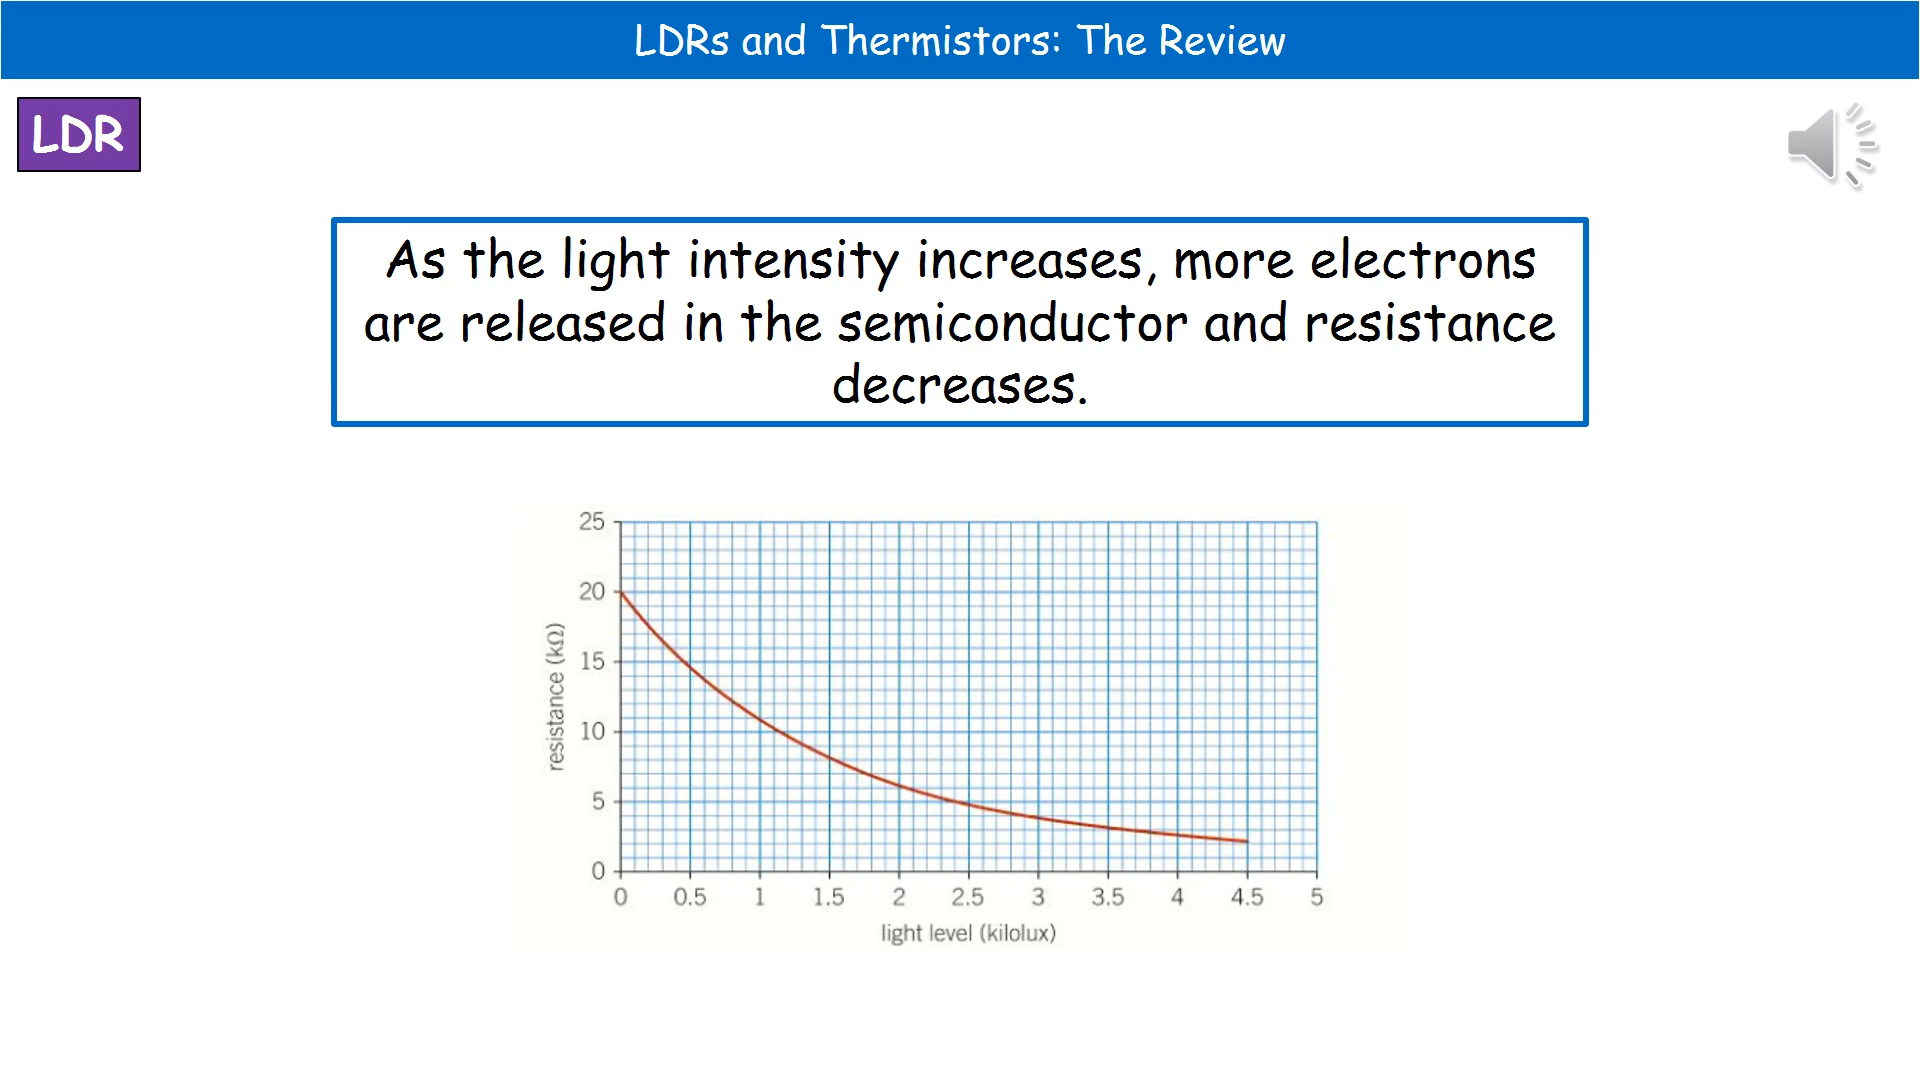 LDRs and Thermistors: The Review
LDR
As the light intensity increases, more electrons
are released in the semiconductor and resistance
decreases.
25
20
15
10
5
0
resistance (kΩ)
0 0.5 1 1.5 2 2.5 3 3.5 4 4.5 5
light level (kilolux)